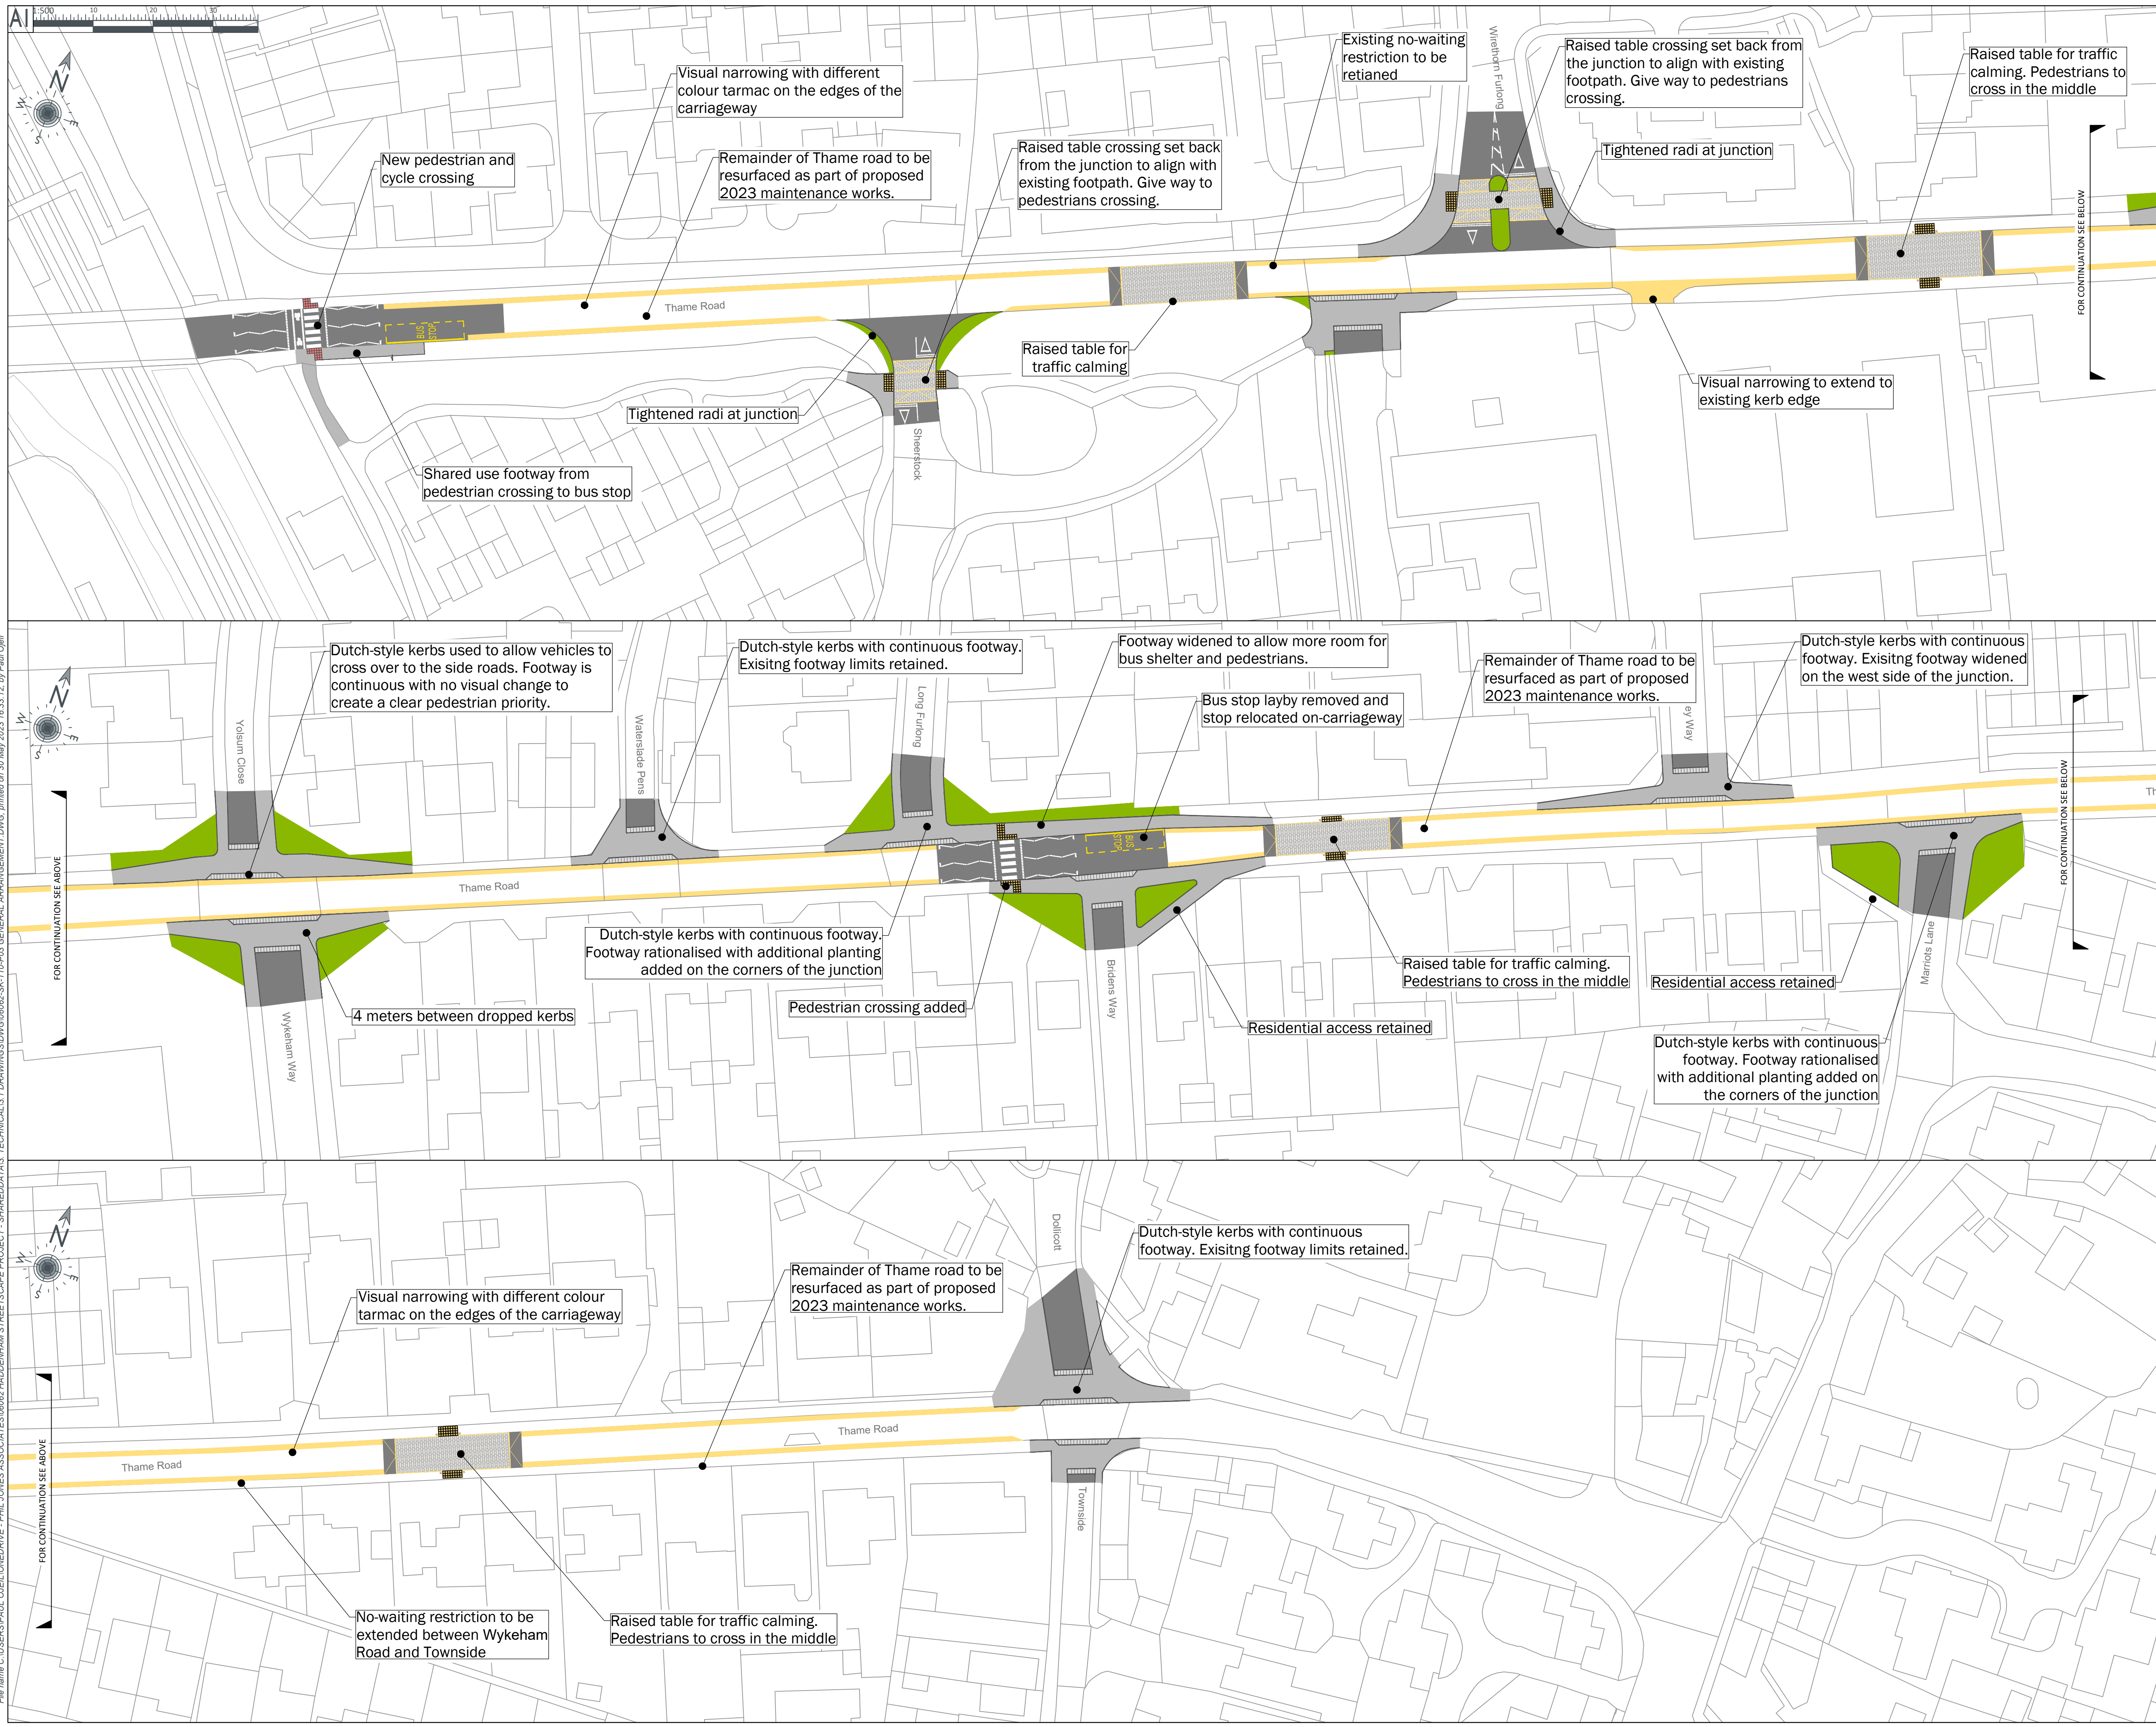 A1
1:500
10
20
30
N
E
S
W
New pedestrian and
cycle crossing
Visual narrowing with different
colour tarmac on the edges of the
carriageway
Remainder of Thame road to be
resurfaced as part of proposed
2023 maintenance works.
Raised table crossing set back
from the junction to align with
existing footpath. Give way to
pedestrians crossing.
Existing no-waiting
restriction to be
retianed
Wirethorn Furlong
Raised table crossing set back from
the junction to align with existing
footpath. Give way to pedestrians
crossing.
Tightened radi at junction
Raised table for traffic
calming. Pedestrians to
cross in the middle
FOR CONTINUATION SEE BELOW
BUS
STOP
Thame Road
Raised table for
traffic calming
Visual narrowing to extend to
existing kerb edge
Tightened radi at junction
Sheerstock
Shared use footway from
pedestrian crossing to bus stop
N
E
S
W
FOR CONTINUATION SEE ABOVE
Yolsum Close
Dutch-style kerbs used to allow vehicles to
cross over to the side roads. Footway is
continuous with no visual change to
create a clear pedestrian priority.
Waterslade Pens
Dutch-style kerbs with continuous footway.
Exisitng footway limits retained.
Long Furlong
Footway widened to allow more room for
bus shelter and pedestrians.
Bus stop layby removed and
stop relocated on-carriageway
Remainder of Thame road to be
resurfaced as part of proposed
2023 maintenance works.
ey Way
Dutch-style kerbs with continuous
footway. Exisitng footway widened
on the west side of the junction.
FOR CONTINUATION SEE BELOW
BUS
STOP
Thame Road
Th
Dutch-style kerbs with continuous footway.
Footway rationalised with additional planting
added on the corners of the junction
Pedestrian crossing added
4 meters between dropped kerbs
Wykeham Way
Bridens Way
Residential access retained
Raised table for traffic calming.
Pedestrians to cross in the middle
Residential access retained
Marriots Lane
Dutch-style kerbs with continuous
footway. Footway rationalised
with additional planting added on
the corners of the junction
N
E
S
W
FOR CONTINUATION SEE ABOVE
Visual narrowing with different colour
tarmac on the edges of the carriageway
Remainder of Thame road to be
resurfaced as part of proposed
2023 maintenance works.
Dollicott
Dutch-style kerbs with continuous
footway. Exisitng footway limits retained.
Thame Road
Thame Road
Townside
No-waiting restriction to be
extended between Wykeham
Road and Townside
Raised table for traffic calming.
Pedestrians to cross in the middle